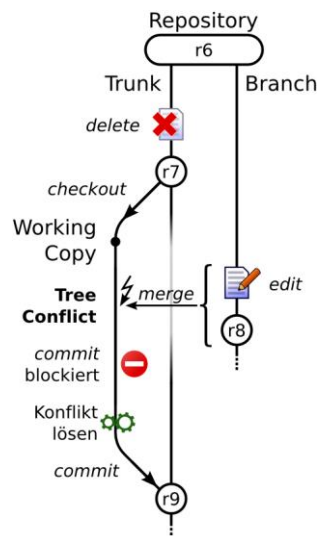 Repository
r6
Trunk
Branch
delete
r7
checkout
Working
Copy
merge
edit
Tree
Conflict
r8
commit
blockiert
Konflikt
lösen
commit
r9